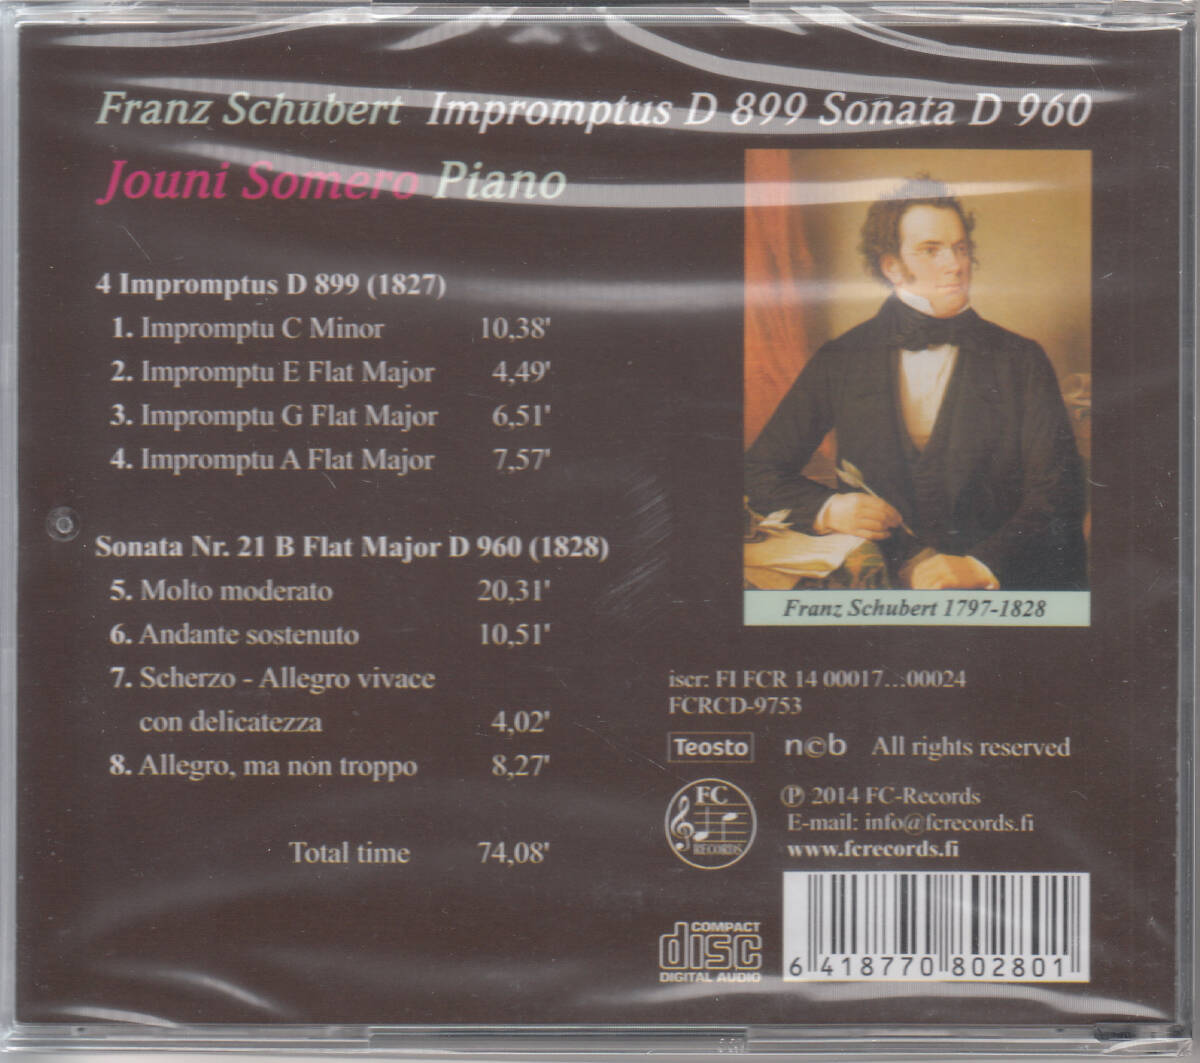 Franz Schubert Impromptus D 899 Sonata D 960
Jouni Somero Piano
4 Impromptus D 899 (1827)
1. Impromptu C Minor 10,38'
2. Impromptu E Flat Major 4,49'
3. Impromptu G Flat Major 6,51'
4. Impromptu A Flat Major 7,57'
Sonata Nr. 21 B Flat Major D 960 (1828)
5. Molto moderato 20,31'
6. Andante sostenuto 10,51'
7. Scherzo - Allegro vivace
con delicatezza 4,02'
8. Allegro, ma non troppo 8,27'
Total time 74,08'
Franz Schubert 1797-1828
iscr: FI FCR 14 00017...00024
FCRCD-9753
Teosto n©b All rights reserved
FC
RECORDS
℗ 2014 FC-Records
E-mail: info@fcrecords.fi
www.fcrecords.fi
COMPACT
disc
DIGITAL AUDIO
6 418770 802801